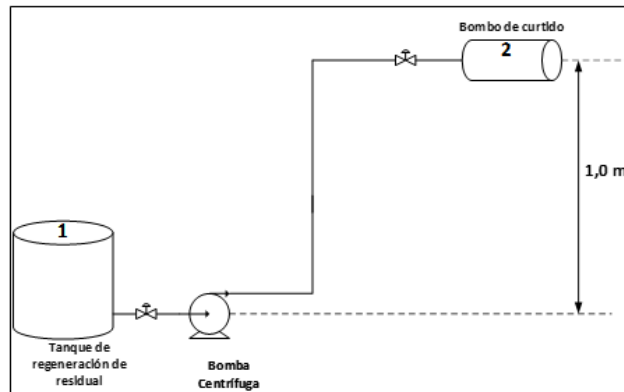 Bombo de curtido
2
1,0 m
1
Tanque de
regeneración de
residual
Bomba
Centrífuga